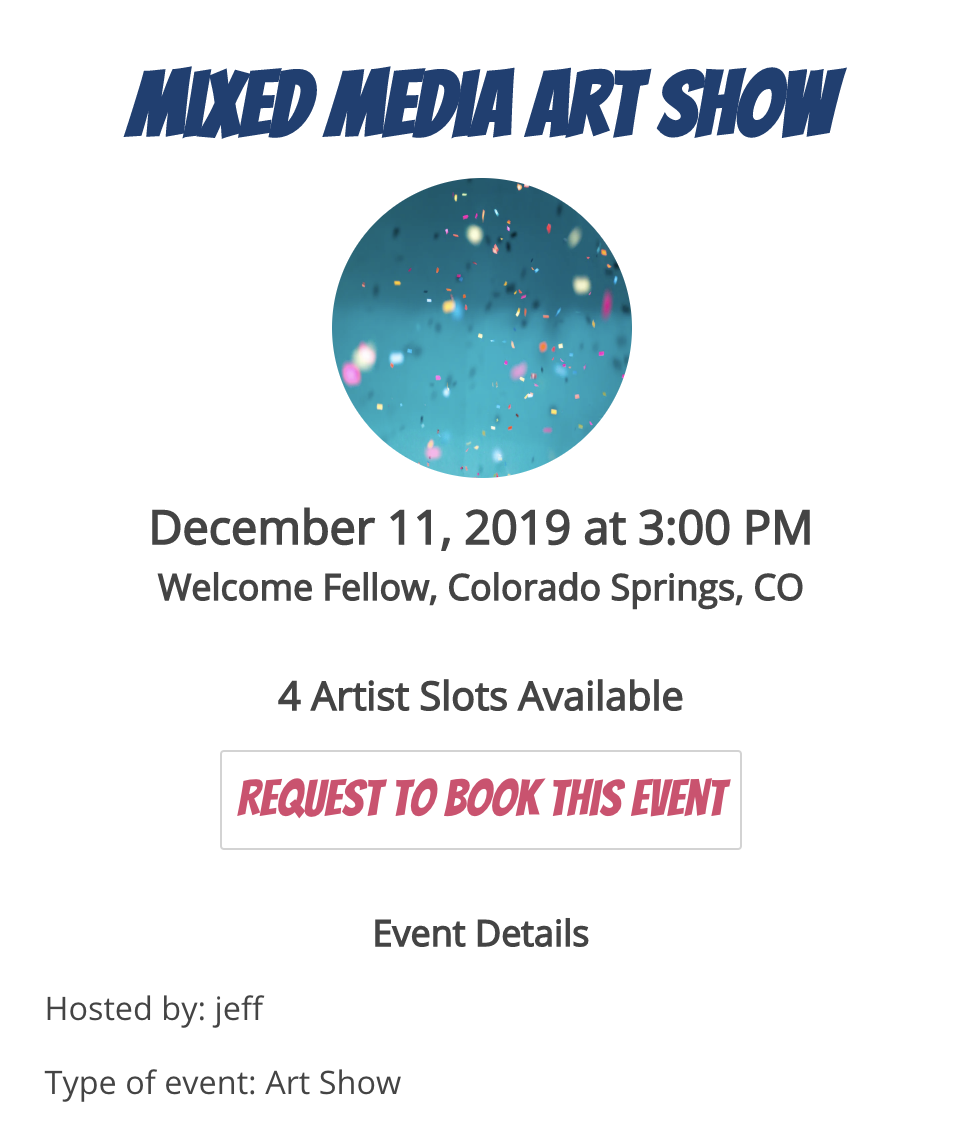 MIXED MEDIA ART SHOW
December 11, 2019 at 3:00 PM
Welcome Fellow, Colorado Springs, CO
4 Artist Slots Available
REQUEST TO BOOK THIS EVENT
Event Details
Hosted by: jeff
Type of event: Art Show